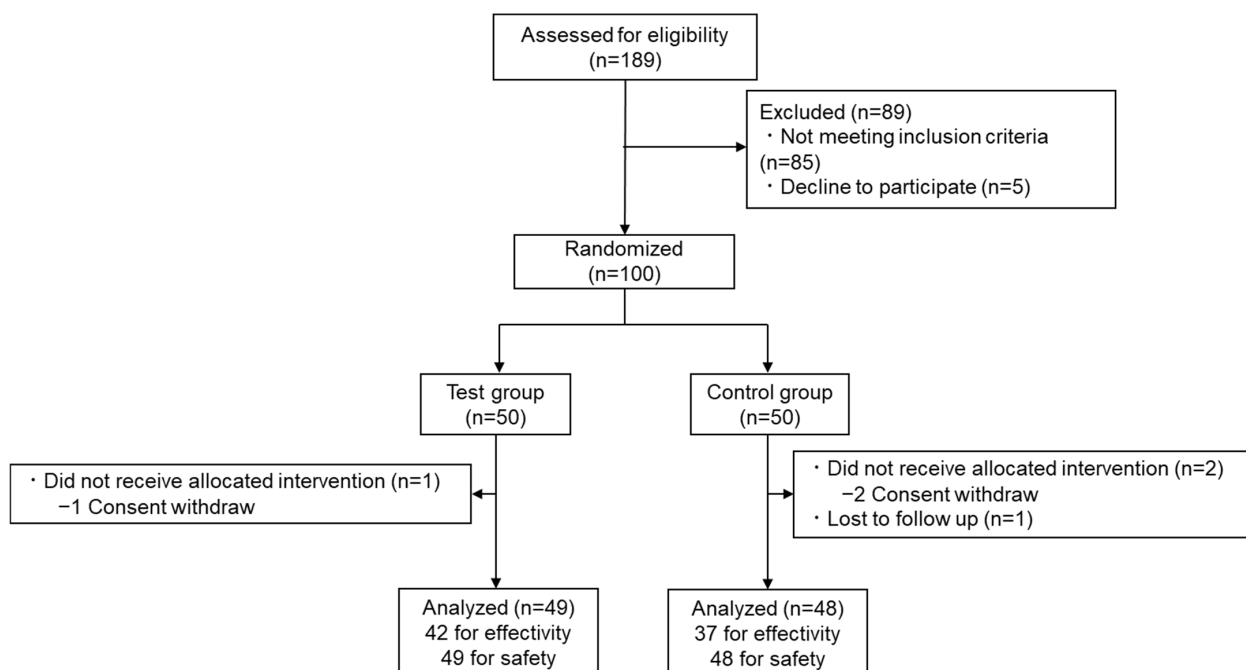 Assessed for eligibility
(n=189)
Excluded (n=89)
・Not meeting inclusion criteria
(n=85)
・Decline to participate (n=5)
Randomized
(n=100)
Test group
(n=50)
Control group
(n=50)
・Did not receive allocated intervention (n=1)
−1 Consent withdraw
・Did not receive allocated intervention (n=2)
−2 Consent withdraw
・Lost to follow up (n=1)
Analyzed (n=49)
42 for effectivity
49 for safety
Analyzed (n=48)
37 for effectivity
48 for safety